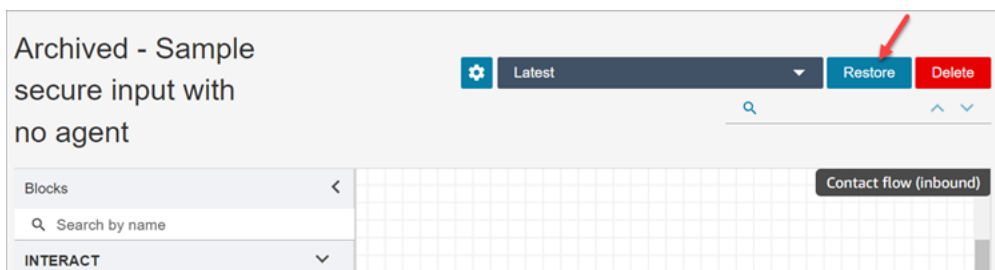 Archived - Sample
secure input with
no agent
Latest
Restore
Delete
Contact flow (inbound)
Blocks
Search by name
INTERACT